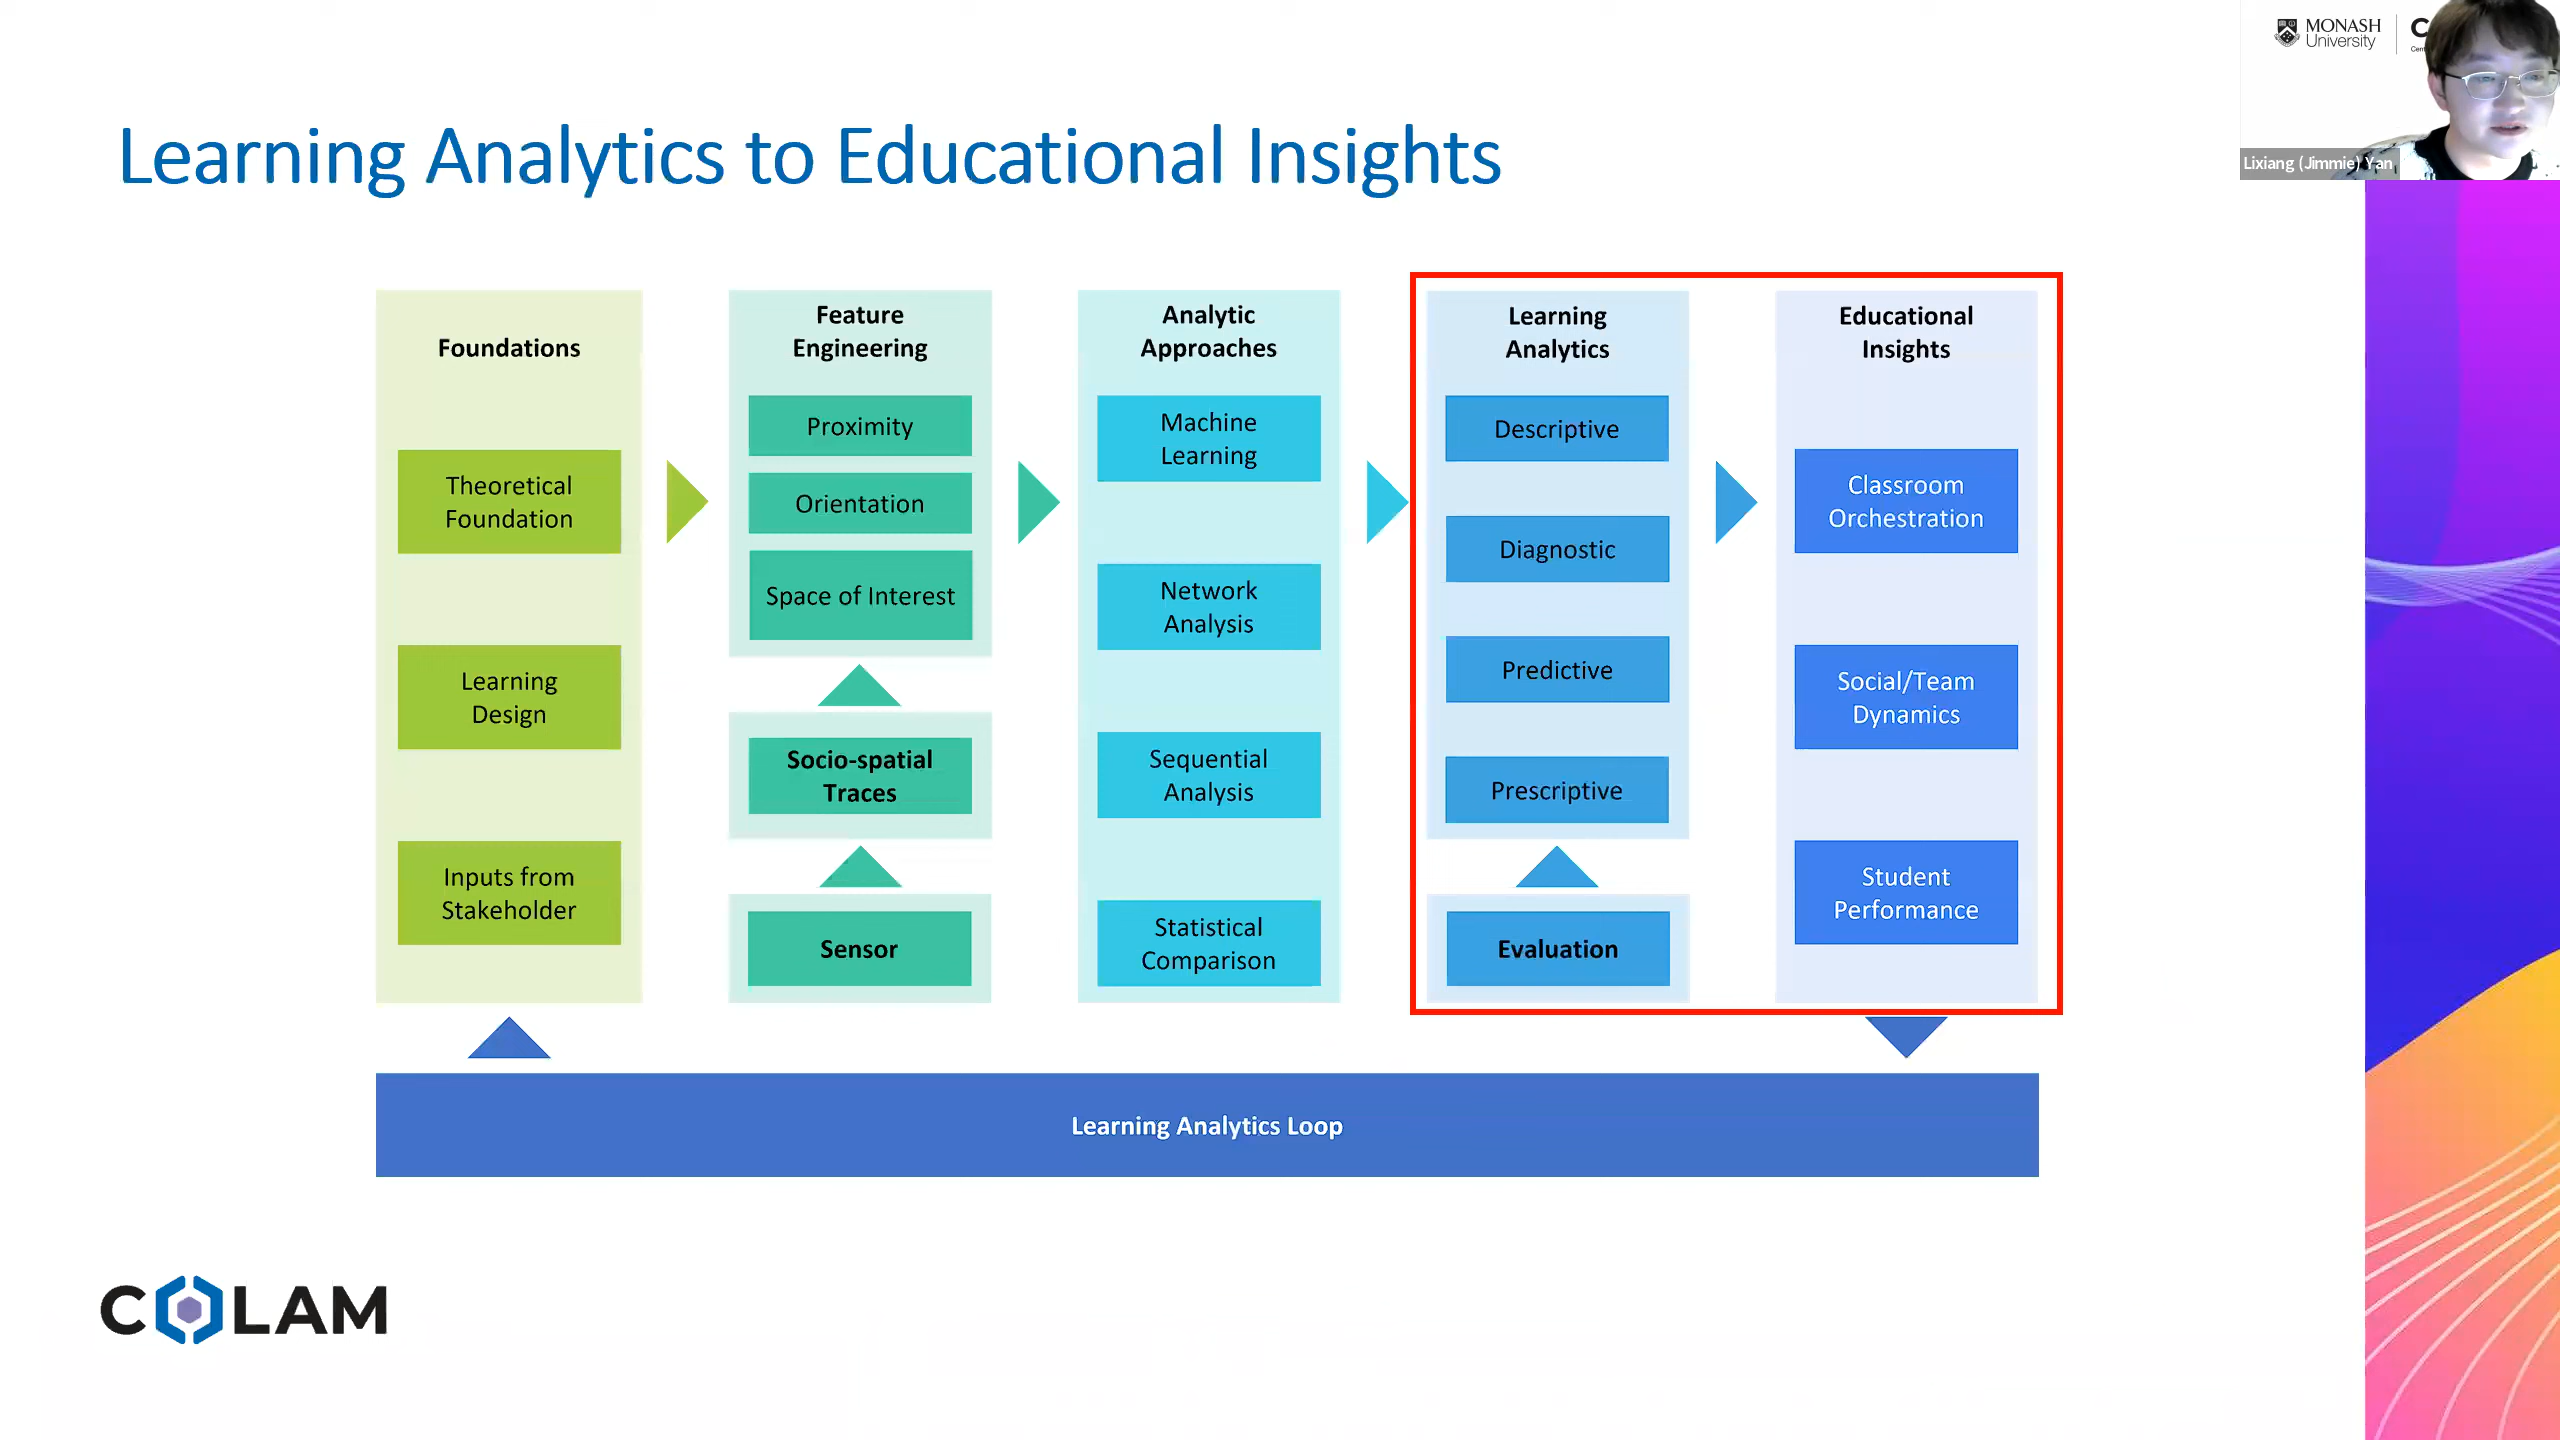 MONASH
University
Lixiang (Jimmie) Yan
Learning Analytics to Educational Insights
Foundations
Theoretical
Foundation
Learning
Design
Inputs from
Stakeholder
Feature
Engineering
Proximity
Orientation
Space of Interest
Socio-spatial
Traces
Sensor
Analytic
Approaches
Machine
Learning
Network
Analysis
Sequential
Analysis
Statistical
Comparison
Learning
Analytics
Descriptive
Diagnostic
Predictive
Prescriptive
Evaluation
Educational
Insights
Classroom
Orchestration
Social/Team
Dynamics
Student
Performance
Learning Analytics Loop
COLAM